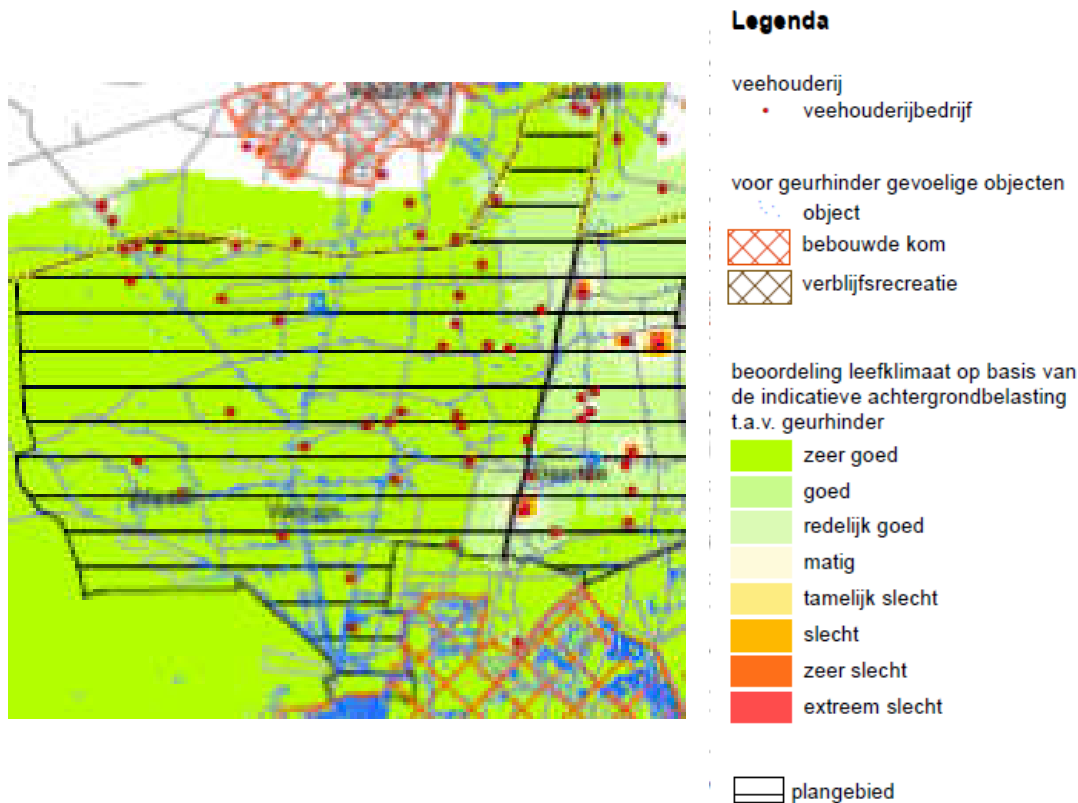 Legenda
veehouderij
veehouderijbedrijf
voor geurhinder gevoelige objecten
object
bebouwde kom
verblijfsrecreatie
beoordeling leefklimaat op basis van
de indicatieve achtergrondbelasting
t.a.v. geurhinder
zeer goed
goed
redelijk goed
matig
tamelijk slecht
slecht
zeer slecht
extreem slecht
plangebied